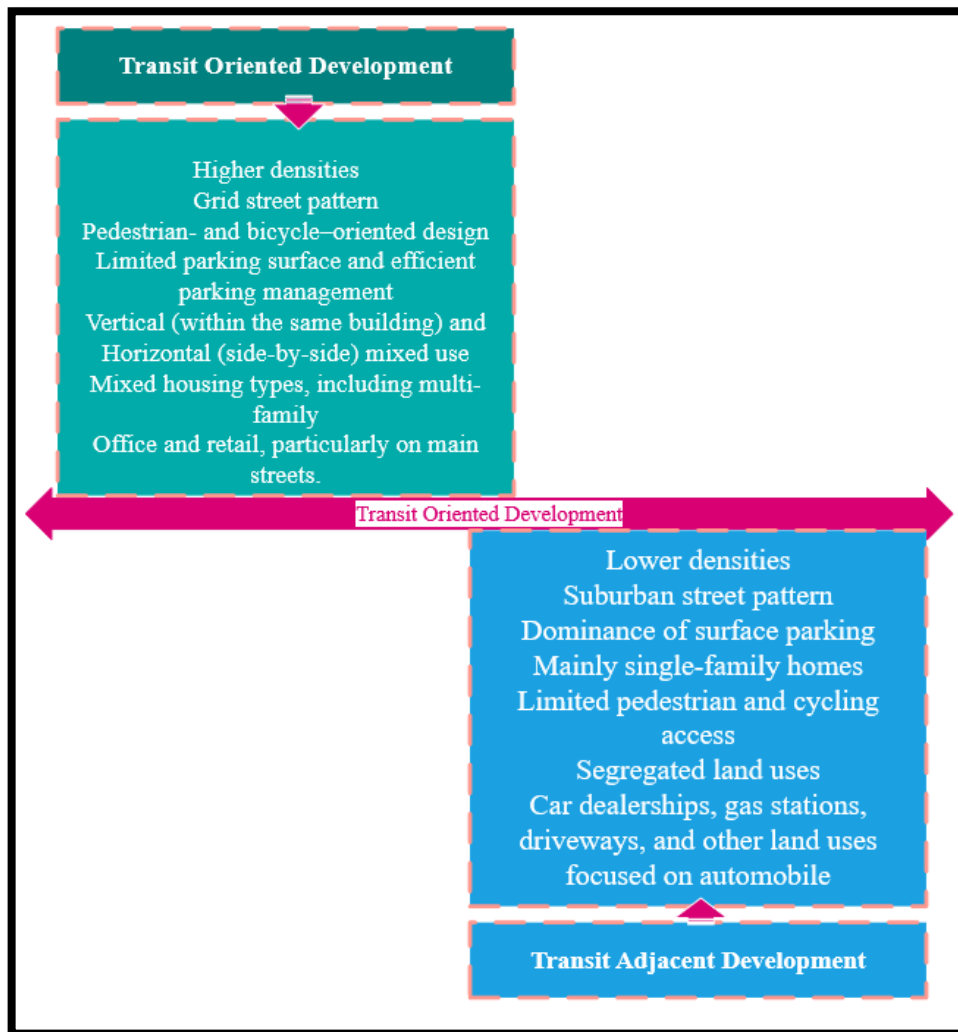 Transit Oriented Development
Higher densities
Grid street pattern
Pedestrian- and bicycle–oriented design
Limited parking surface and efficient
parking management
Vertical (within the same building) and
Horizontal (side-by-side) mixed use
Mixed housing types, including multi-
family
Office and retail, particularly on main
streets.
Transit Oriented Development
Lower densities
Suburban street pattern
Dominance of surface parking
Mainly single-family homes
Limited pedestrian and cycling
access
Segregated land uses
Car dealerships, gas stations,
driveways, and other land uses
focused on automobile
Transit Adjacent Development